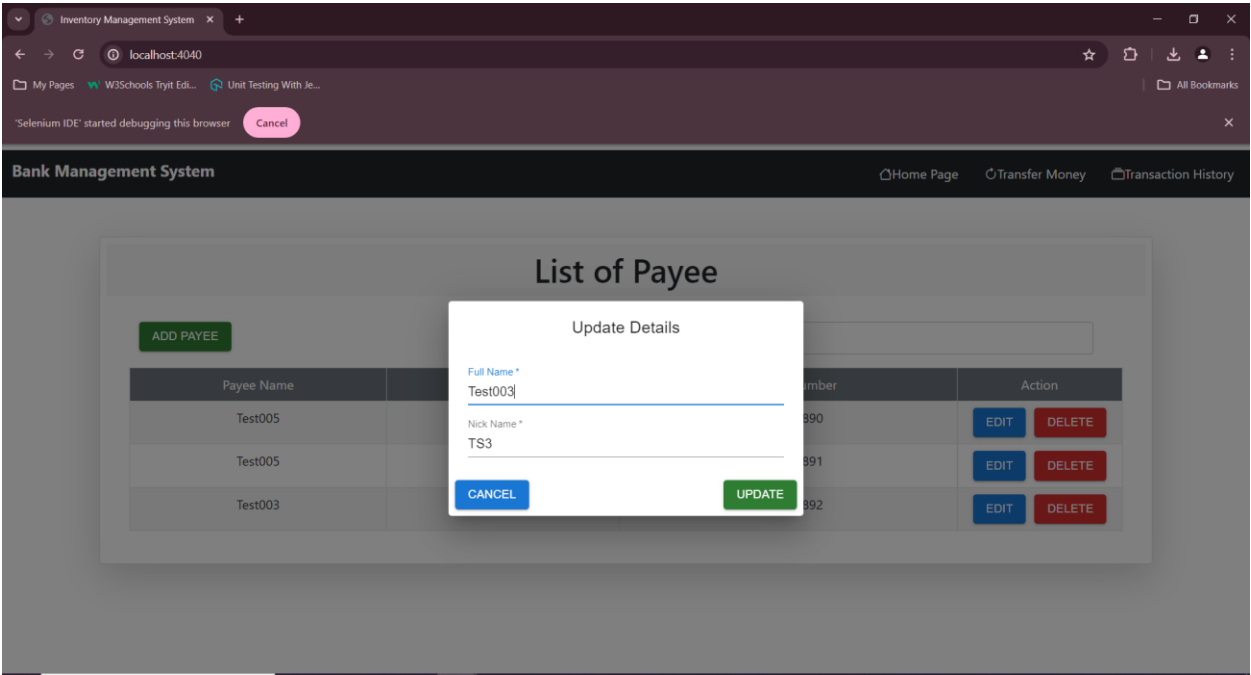 Inventory Management System
localhost:4040
My Pages W3Schools Tryit Edi... Unit Testing With Je... All Bookmarks
'Selenium IDE' started debugging this browser Cancel
Bank Management System Home Page Transfer Money Transaction History
List of Payee
ADD PAYEE
Update Details
Full Name *
Test003
Nick Name *
TS3
CANCEL UPDATE
Payee Name Action
Test005 890 EDIT DELETE
Test005 891 EDIT DELETE
Test003 892 EDIT DELETE